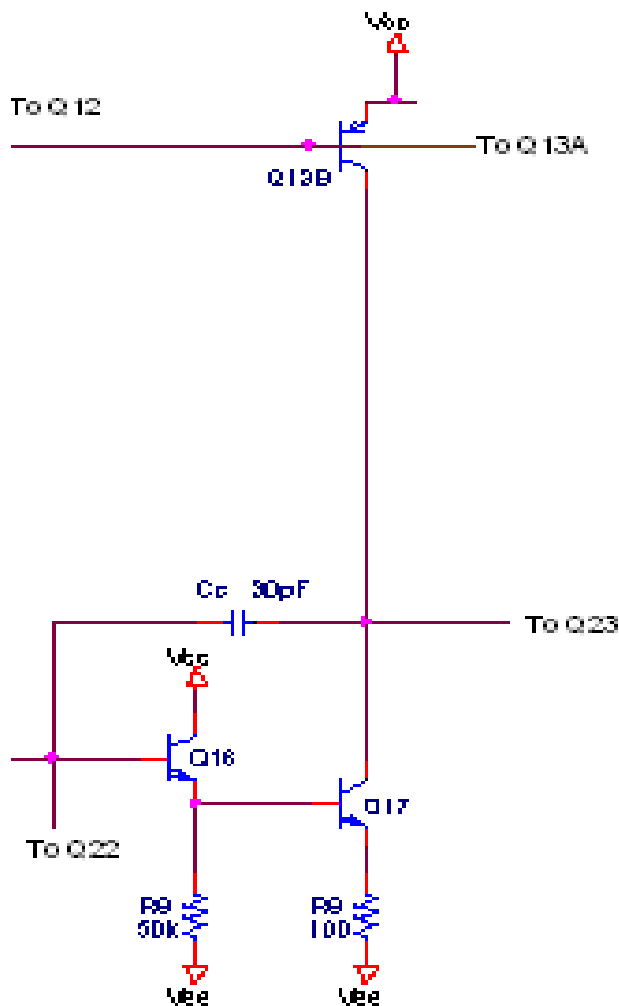 Vcc
To Q12
To Q13A
Q13B
Cc 30pF
To Q23
Vcc
Q16
Q17
To Q22
R9
50k
R9
100
Vee
Vee